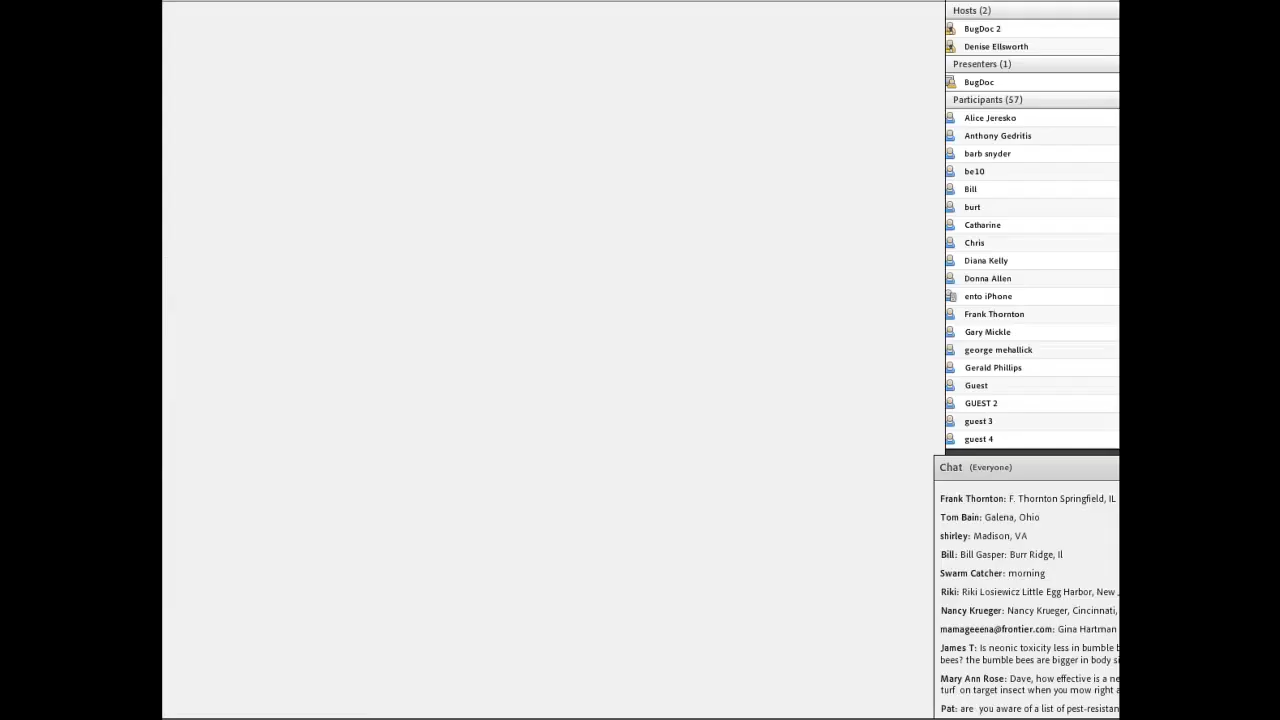 Hosts (2)
BugDoc 2
Denise Ellsworth
Presenters (1)
BugDoc
Participants (57)
Alice Jeresko
Anthony Gedritis
barb snyder
be10
Bill
burt
Catharine
Chris
Diana Kelly
Donna Allen
ento iPhone
Frank Thornton
Gary Mickle
george mehallick
Gerald Phillips
Guest
GUEST 2
guest 3
guest 4
Chat (Everyone)
Frank Thornton: F. Thornton Springfield, IL
Tom Bain: Galena, Ohio
shirley: Madison, VA
Bill: Bill Gasper: Burr Ridge, Il
Swarm Catcher: morning
Riki: Riki Losiewicz Little Egg Harbor, New
Nancy Krueger: Nancy Krueger, Cincinnati,
mamageeena@frontier.com: Gina Hartman
James T: Is neonic toxicity less in bumble
bees? the bumble bees are bigger in body
Mary Ann Rose: Dave, how effective is a
turf on target insect when you mow right
Pat: are you aware of a list of